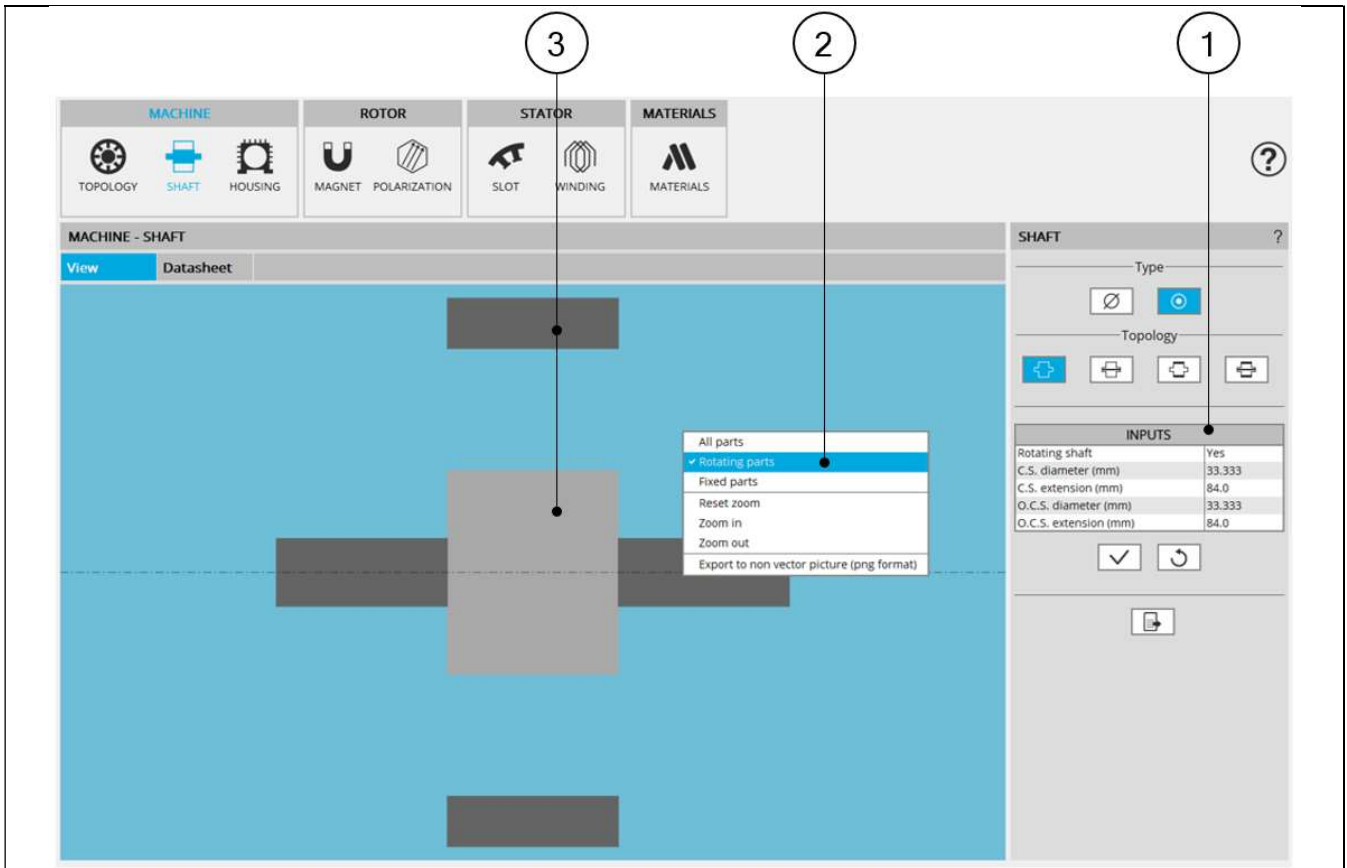 3 2 1
MACHINE ROTOR STATOR MATERIALS
TOPOLOGY SHAFT HOUSING MAGNET POLARIZATION SLOT WINDING MATERIALS
?
MACHINE - SHAFT
View Datasheet
All parts
Rotating parts
Fixed parts
Reset zoom
Zoom in
Zoom out
Export to non vector picture (png format)
SHAFT ?
Type
Topology
INPUTS
Rotating shaft Yes
C.S. diameter (mm) 33.333
C.S. extension (mm) 84.0
O.C.S. diameter (mm) 33.333
O.C.S. extension (mm) 84.0